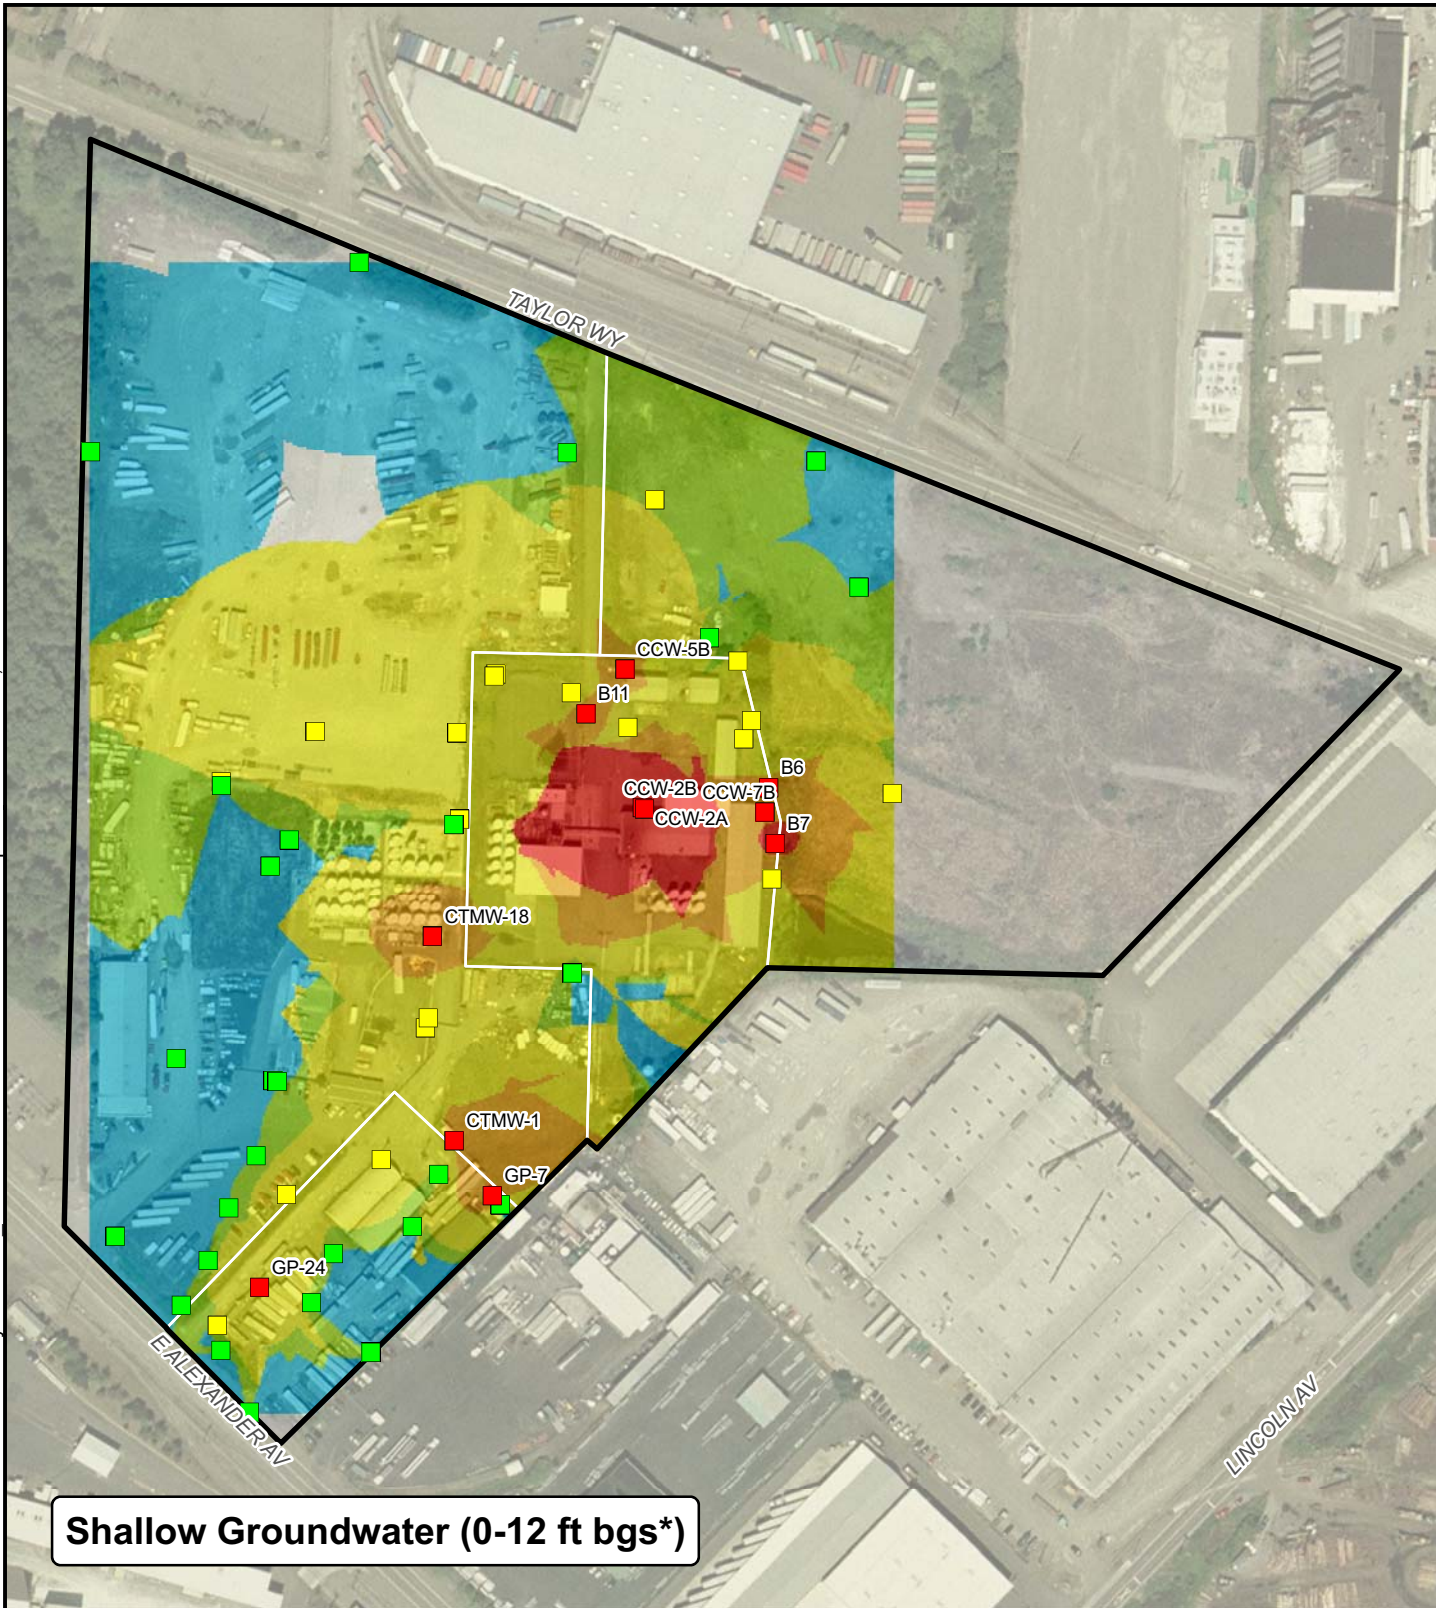 TAYLOR WY
CCW-5B
B11
B6
CCW-2B
CCW-7B
CCW-2A
B7
CTMW-18
CTMW-1
GP-7
GP-24
E ALEXANDER AV
LINCOLN AV
Shallow Groundwater (0-12 ft bgs*)